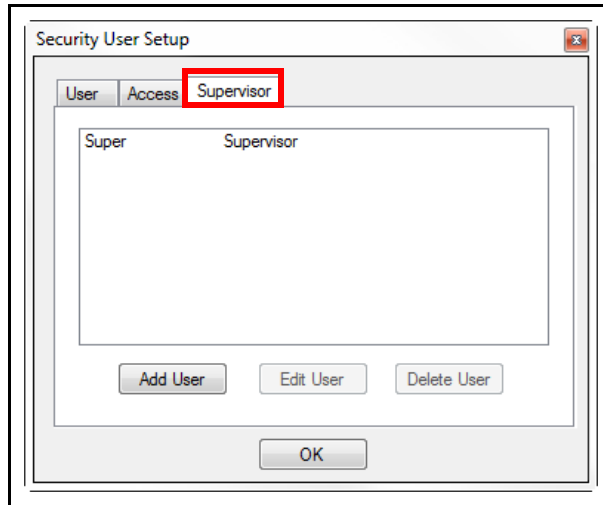 Security User Setup
User Access Supervisor
Super Supervisor
Add User Edit User Delete User
OK